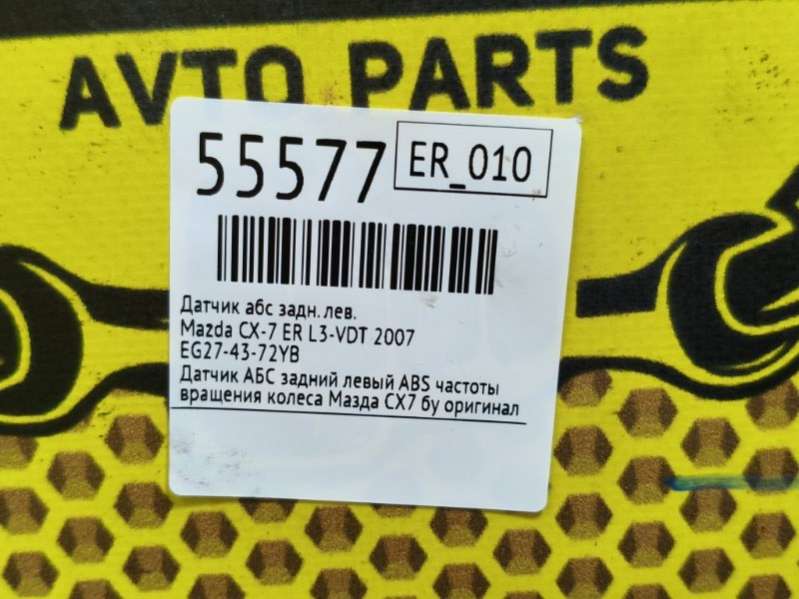 AVTO PARTS
55577
ER_010
Датчик абс задн. лев.
Mazda CX-7 ER L3-VDT 2007
EG27-43-72YB
Датчик АБС задний левый ABS частоты
вращения колеса Мазда СХ7 бу оригинал